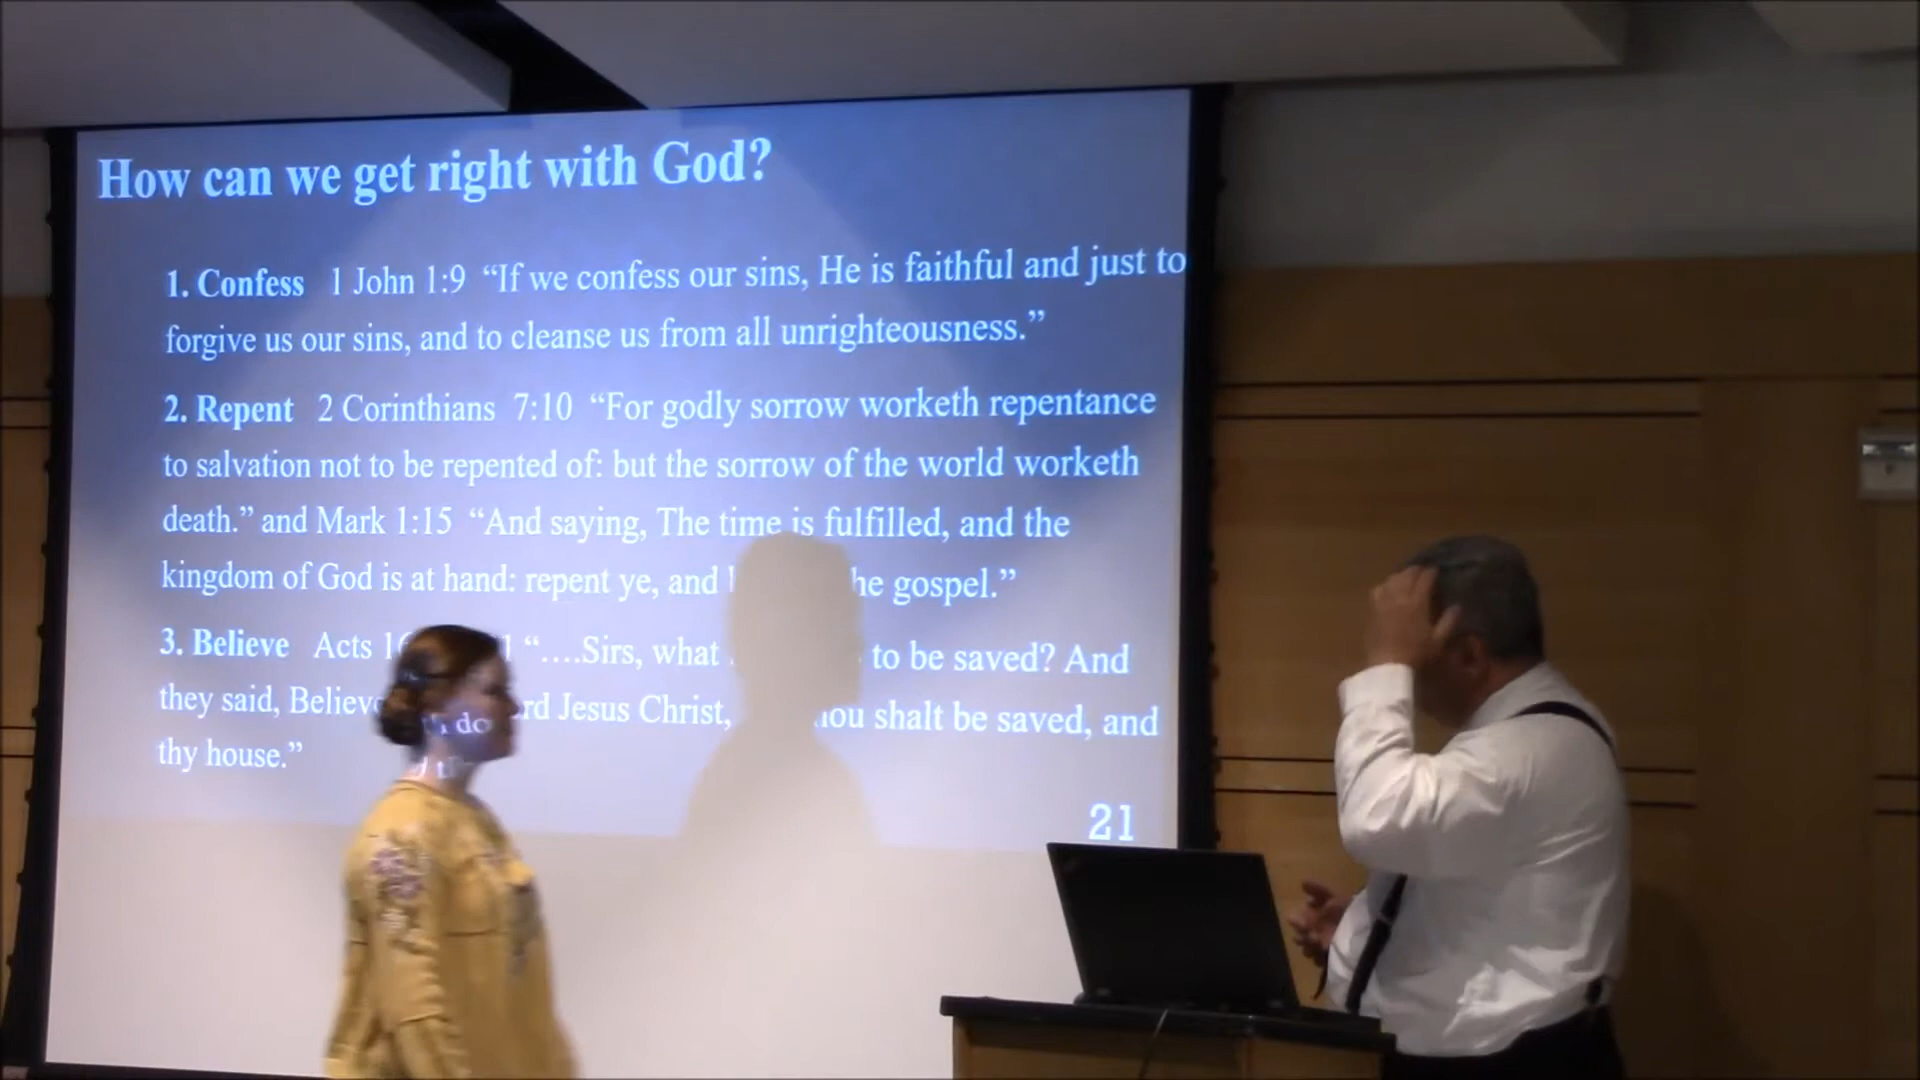 How can we get right with God?
1. Confess 1 John 1:9 “If we confess our sins, He is faithful and just to
forgive us our sins, and to cleanse us from all unrighteousness.”
2. Repent 2 Corinthians 7:10 “For godly sorrow worketh repentance
to salvation not to be repented of: but the sorrow of the world worketh
death.” and Mark 1:15 “And saying, The time is fulfilled, and the
kingdom of God is at hand: repent ye, and gospel.”
3. Believe Acts “....Sirs, what to be saved? And
they said, Jesus Christ, shalt be saved, and
thy house.”
21